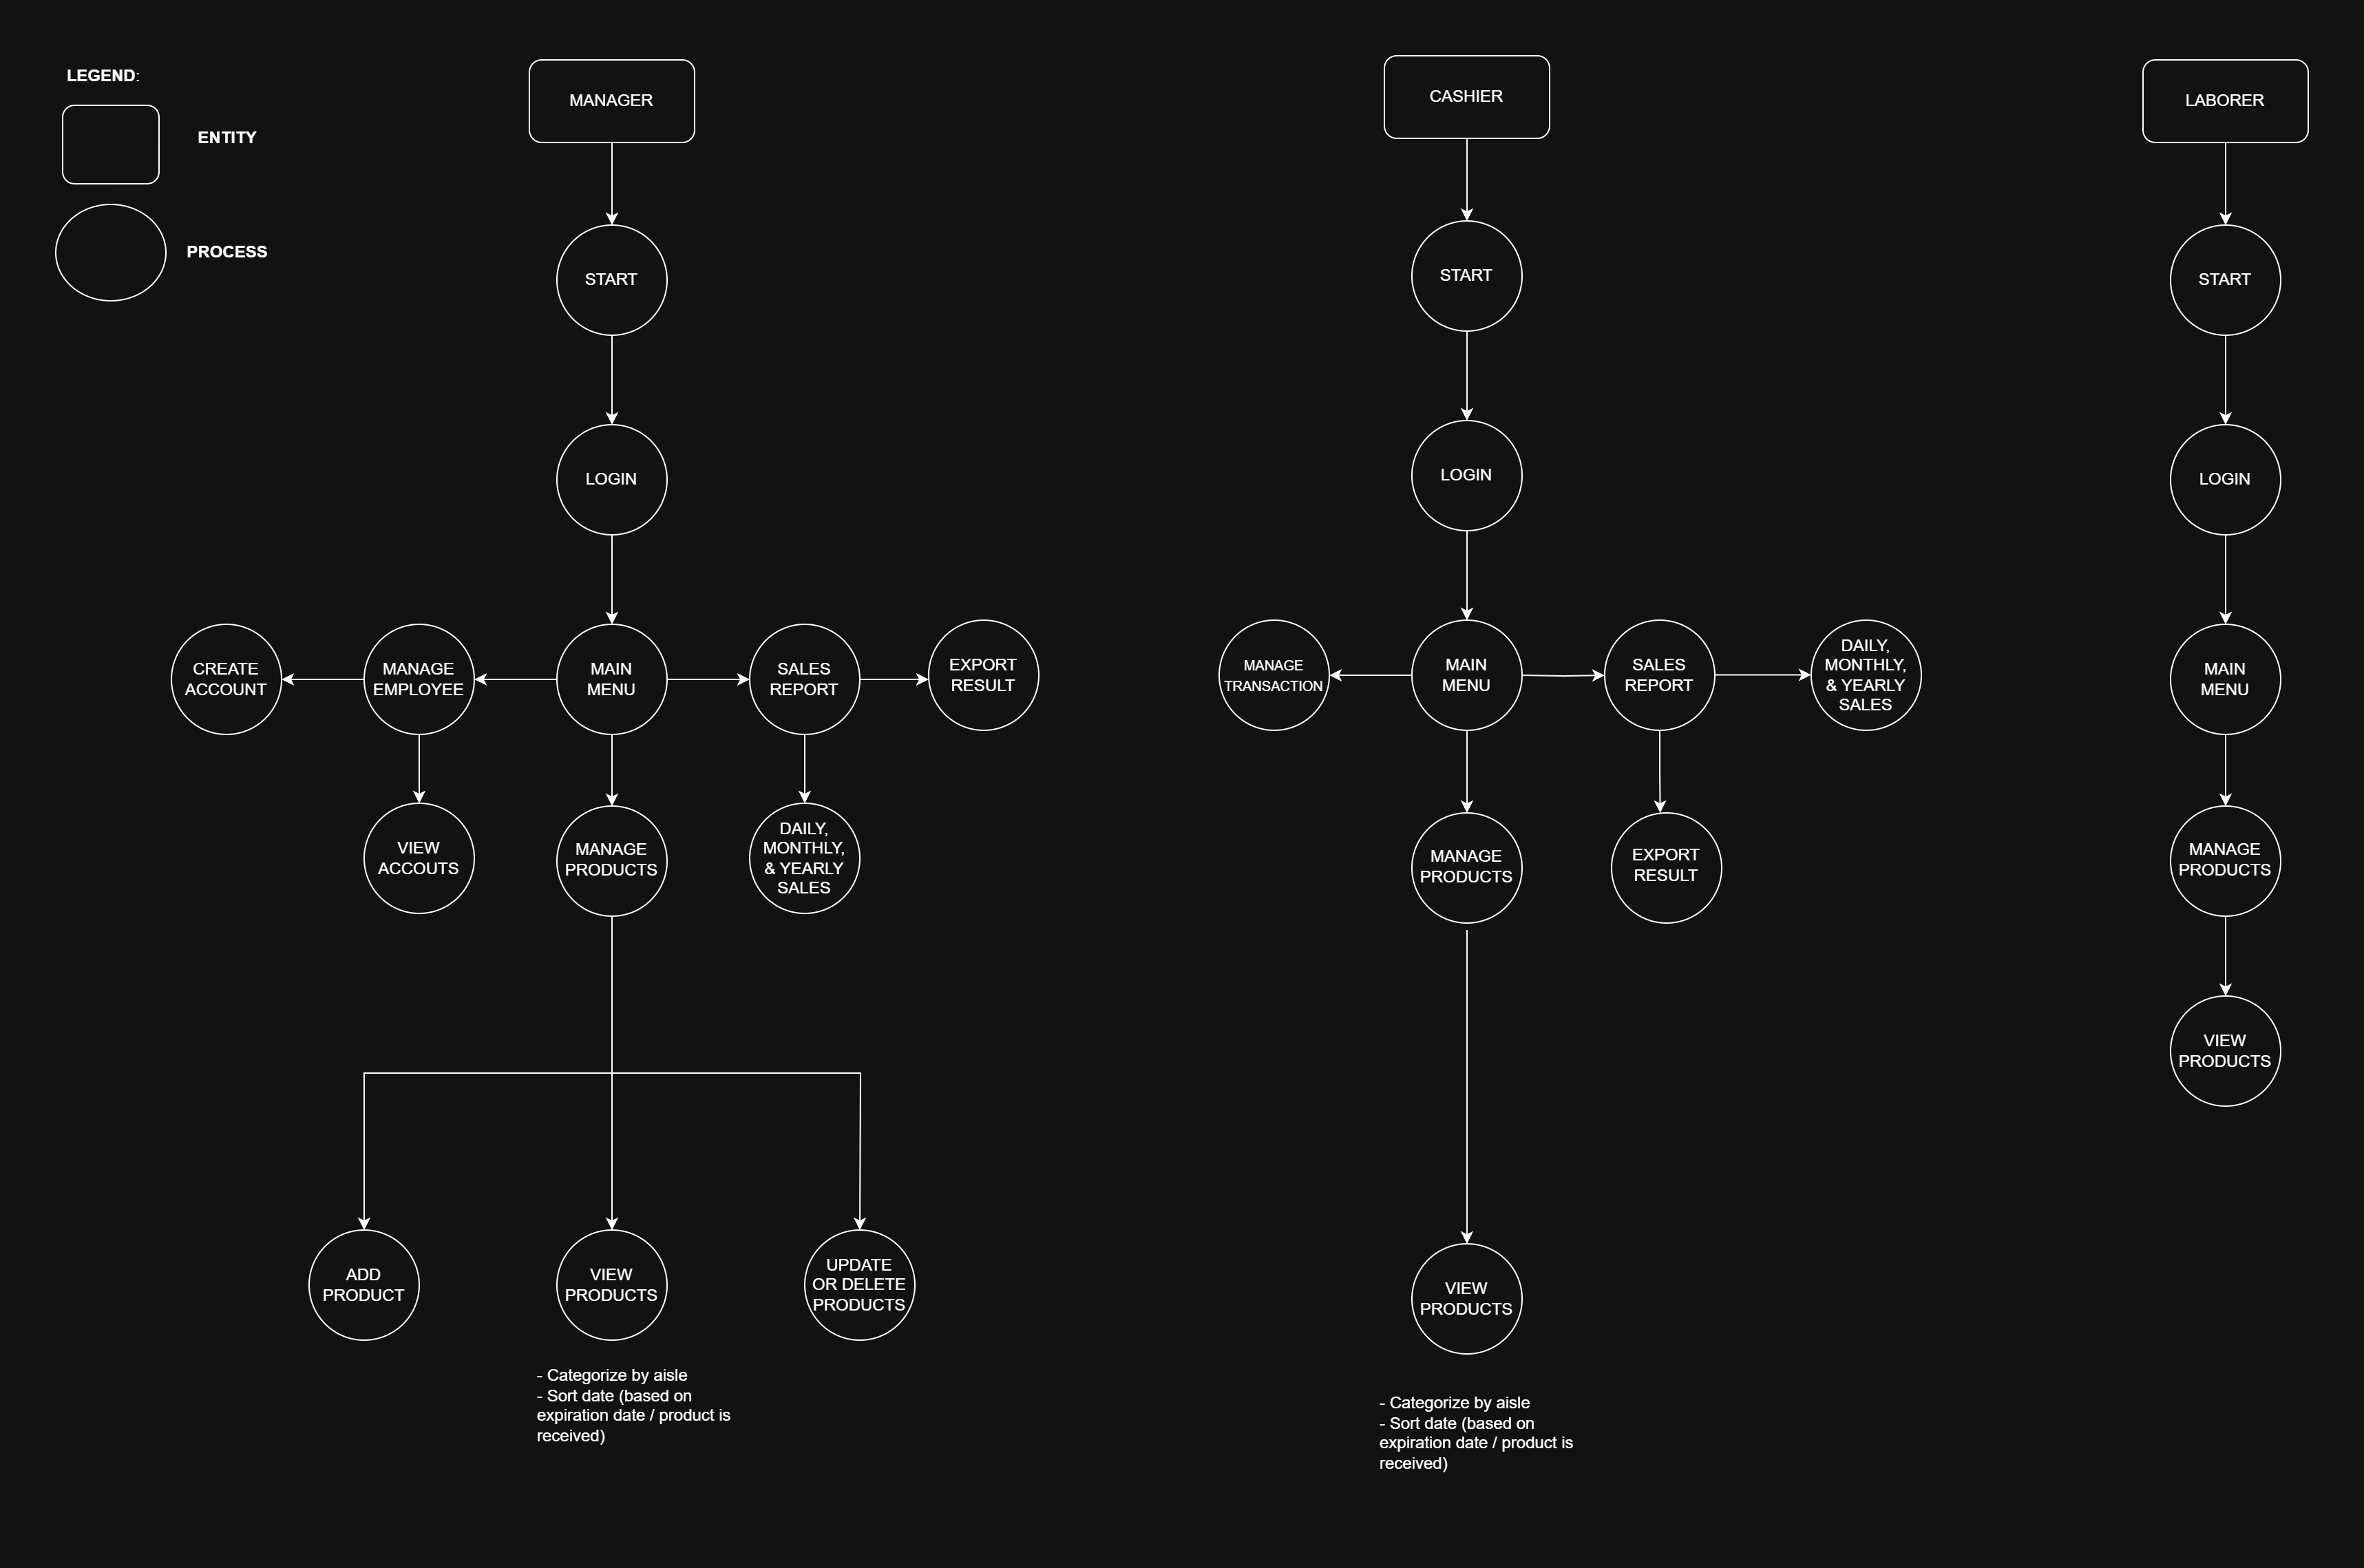 LEGEND:
ENTITY
PROCESS
MANAGER
START
LOGIN
MAIN
MENU
MANAGE
EMPLOYEE
CREATE
ACCOUNT
VIEW
ACCOUTS
SALES
REPORT
EXPORT
RESULT
DAILY,
MONTHLY,
& YEARLY
SALES
MANAGE
PRODUCTS
ADD
PRODUCT
VIEW
PRODUCTS
UPDATE
OR DELETE
PRODUCTS
- Categorize by aisle
- Sort date (based on
expiration date / product is
received)
CASHIER
START
LOGIN
MAIN
MENU
MANAGE
TRANSACTION
SALES
REPORT
DAILY,
MONTHLY,
& YEARLY
SALES
EXPORT
RESULT
MANAGE
PRODUCTS
VIEW
PRODUCTS
- Categorize by aisle
- Sort date (based on
expiration date / product is
received)
LABORER
START
LOGIN
MAIN
MENU
MANAGE
PRODUCTS
VIEW
PRODUCTS